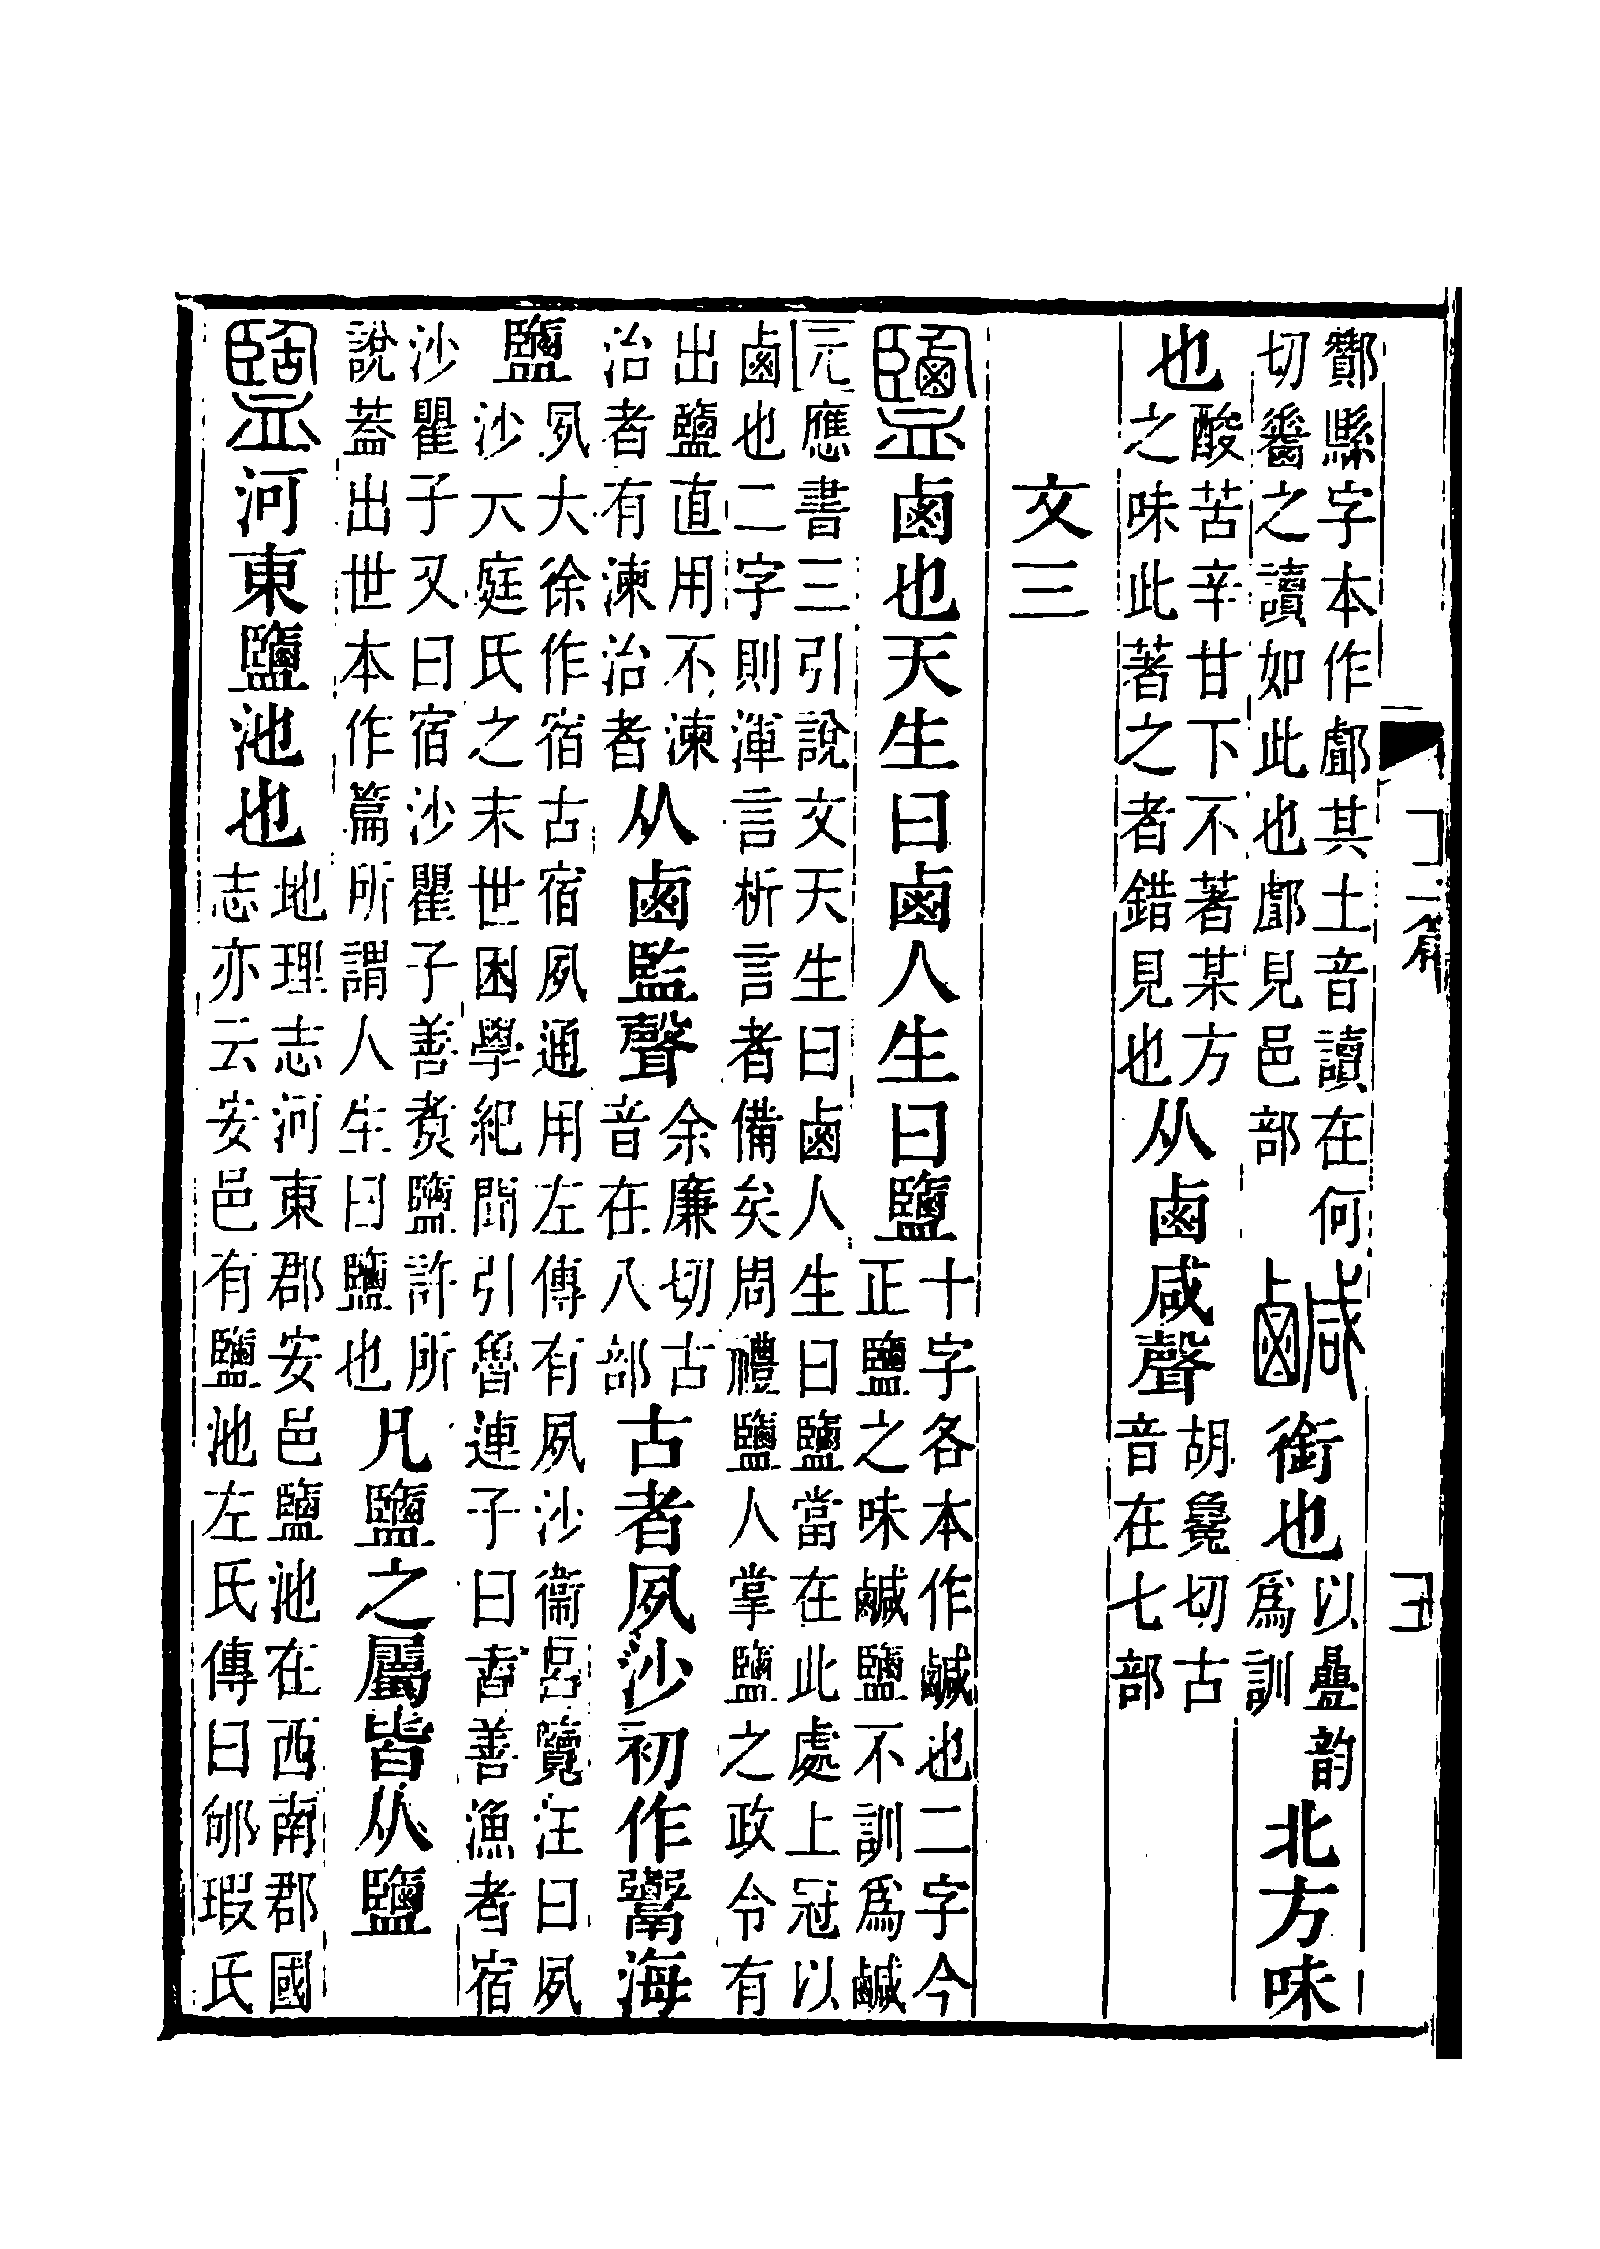 酇縣字本作䣜其土音讀在何
切之讀如此也䣜見邑部
鹹銜也
以㬪韵
爲訓
北方味
也
酸苦辛甘下不著某方
之味此著之者錯見也
从鹵咸聲
胡毚切古
音在七部
文三
鹽鹵也天生曰鹵人生曰鹽
十字各本作鹹也二字今
正鹽之味鹹鹽不訓爲鹹
元應書三引說文天生曰鹵人生曰鹽當在此處上冠以
鹵也二字則渾言析言者備矣周禮鹽人掌鹽之政令有
出鹽直用不湅
治者有湅治者
从鹵監聲
余廉切古
音在八部
古者夙沙初作鬻海
鹽
夙大徐作宿古宿夙通用左傳有夙沙衞呂覽注曰夙
沙大庭氏之末世困學紀聞引魯連子曰古善漁者宿
沙瞿子又曰宿沙瞿子善煑鹽許所
說葢出世本作篇所謂人生曰鹽也
凡鹽之屬皆从鹽
盬河東鹽池也
地理志河東郡安邑鹽池在西南郡國
志亦云安邑有鹽池左氏傳曰郇瑕氏